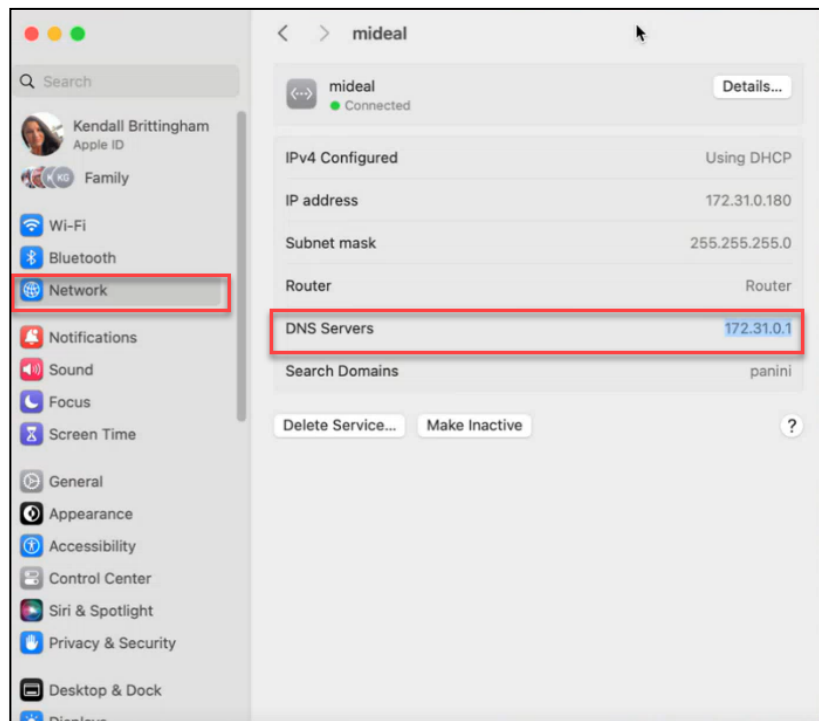 mideal
Search
mideal
Details...
Connected
Kendall Brittingham
Apple ID
KG
Family
IPv4 Configured
Using DHCP
IP address
172.31.0.180
Subnet mask
255.255.255.0
Router
Router
DNS Servers
172.31.0.1
Search Domains
panini
Delete Service...
Make Inactive
?
Wi-Fi
Bluetooth
Network
Notifications
Sound
Focus
Screen Time
General
Appearance
Accessibility
Control Center
Siri & Spotlight
Privacy & Security
Desktop & Dock
Displays